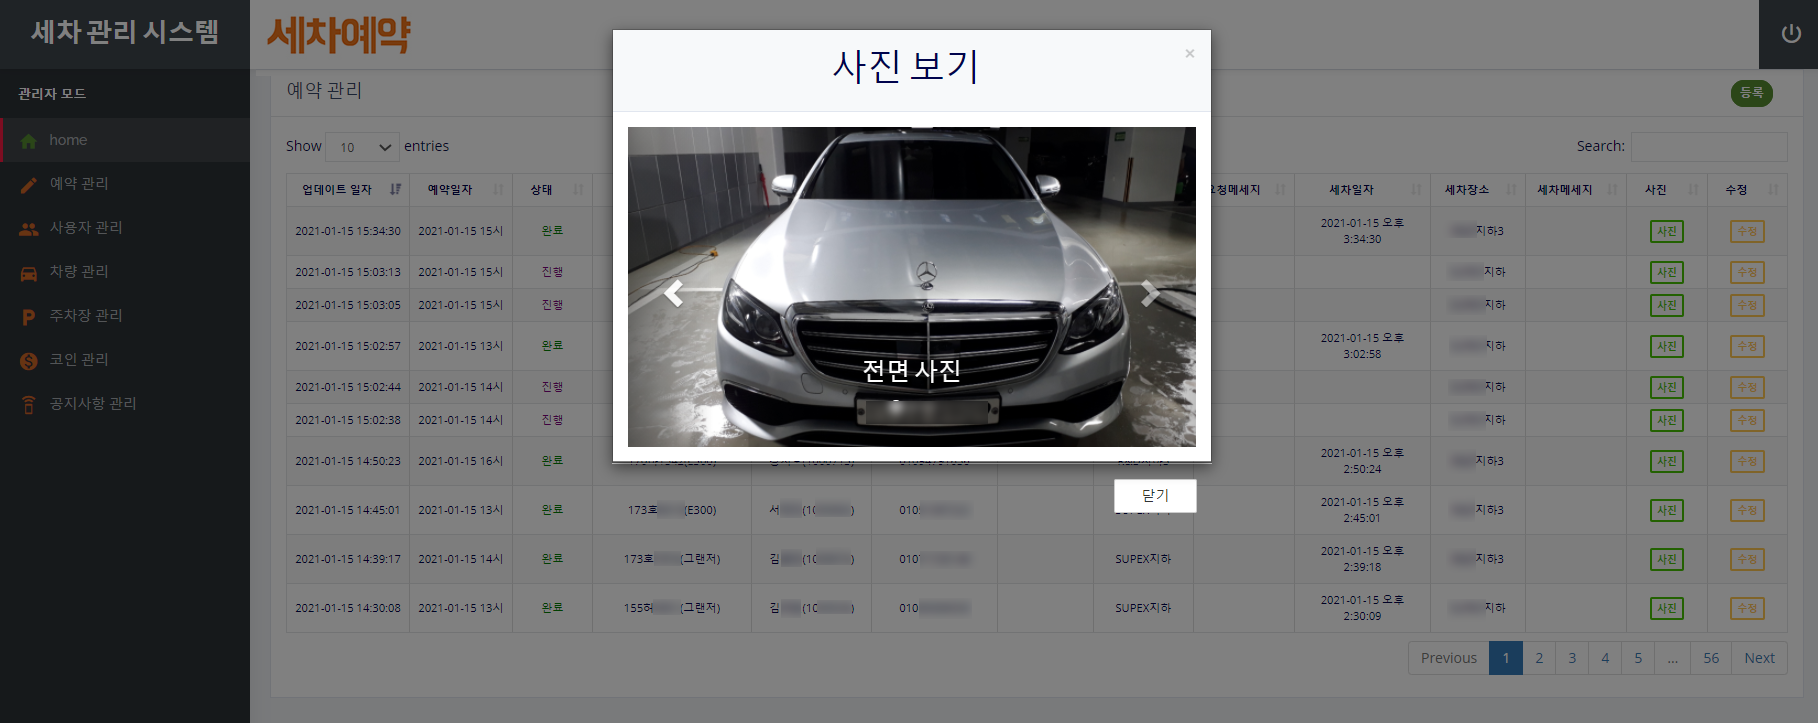 세차 관리 시스템
세차예약
관리자 모드
home
예약 관리
사용자 관리
차량 관리
주차장 관리
코인 관리
공지사항 관리
사진 보기
×
예약 관리
등록
Show 10 entries
Search:
전면 사진
업데이트 일자 예약일자 상태 요청메세지 세차일자 세차장소 세차메세지 사진 수정
2021-01-15 15:34:30 2021-01-15 15시 완료 2021-01-15 오후 3:34:30 지하3 사진 수정
2021-01-15 15:03:13 2021-01-15 15시 진행 지하 사진 수정
2021-01-15 15:03:05 2021-01-15 15시 진행 지하 사진 수정
2021-01-15 15:02:57 2021-01-15 13시 완료 2021-01-15 오후 3:02:58 지하 사진 수정
2021-01-15 15:02:44 2021-01-15 14시 진행 지하 사진 수정
2021-01-15 15:02:38 2021-01-15 14시 진행 지하 사진 수정
2021-01-15 14:50:23 2021-01-15 16시 완료 2021-01-15 오후 2:50:24 지하3 사진 수정
닫기
2021-01-15 14:45:01 2021-01-15 13시 완료 173호 (E300) 서 (10 ) 010 2021-01-15 오후 2:45:01 지하3 사진 수정
2021-01-15 14:39:17 2021-01-15 14시 완료 173호 (그랜저) 김 (10 ) 010 SUPEX지하 2021-01-15 오후 2:39:18 지하3 사진 수정
2021-01-15 14:30:08 2021-01-15 13시 완료 155허 (그랜저) 김 (10 ) 010 SUPEX지하 2021-01-15 오후 2:30:09 지하 사진 수정
Previous 1 2 3 4 5 … 56 Next